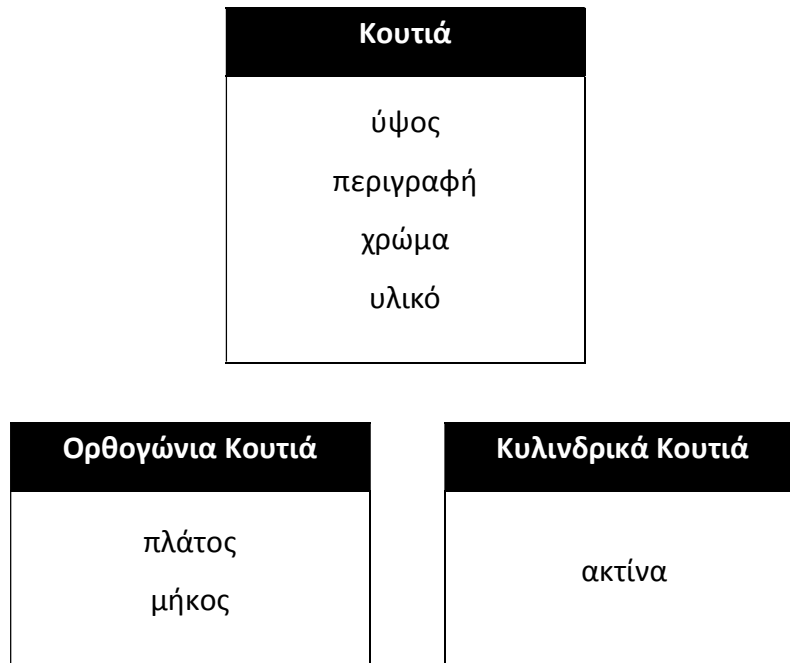 Κουτιά
ύψος
περιγραφή
χρώμα
υλικό
Ορθογώνια Κουτιά
πλάτος
μήκος
Κυλινδρικά Κουτιά
ακτίνα